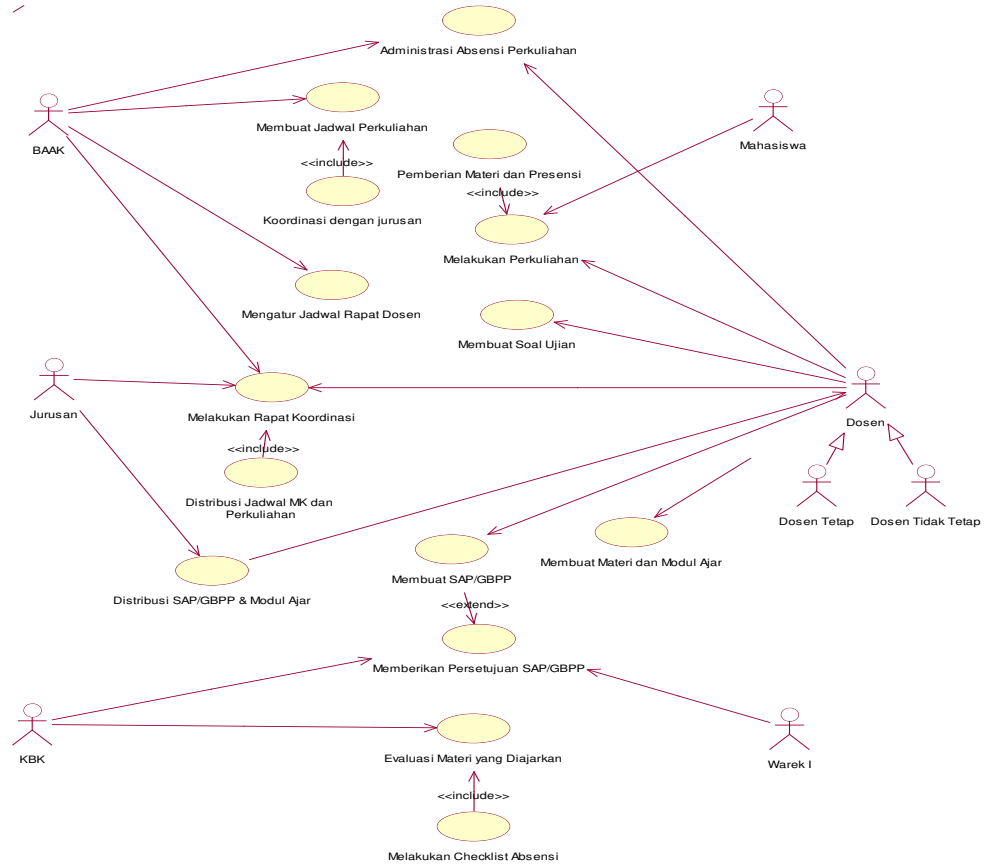 Administrasi Absensi Perkuliahan
BAAK
Membuat Jadwal Perkuliahan
Mahasiswa
<<include>>
Pemberian Materi dan Presensi
<<include>>
Koordinasi dengan jurusan
Melakukan Perkuliahan
Mengatur Jadwal Rapat Dosen
Membuat Soal Ujian
Jurusan
Melakukan Rapat Koordinasi
Dosen
<<include>>
Distribusi Jadwal MK dan
Perkuliahan
Dosen Tetap
Dosen Tidak Tetap
Membuat Materi dan Modul Ajar
Membuat SAP/GBPP
Distribusi SAP/GBPP & Modul Ajar
<<extend>>
Memberikan Persetujuan SAP/GBPP
KBK
Evaluasi Materi yang Diajarkan
Warek I
<<include>>
Melakukan Checklist Absensi